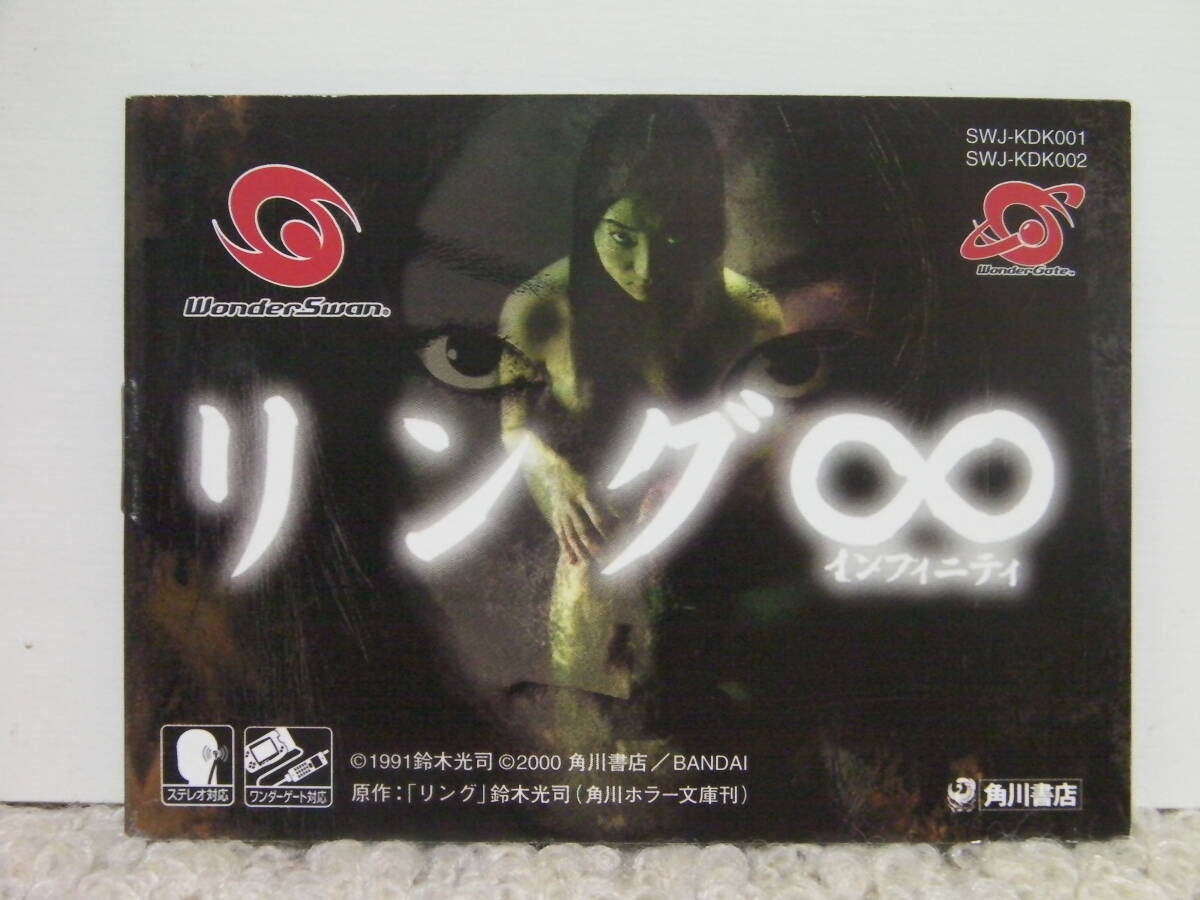 SWJ-KDK001
SWJ-KDK002
WonderSwan®
WonderGate®
リング∞
インフィニティ
ステレオ対応
ワンダーゲート対応
©1991鈴木光司©2000 角川書店／BANDAI
原作：「リング」鈴木光司（角川ホラー文庫刊）
角川書店